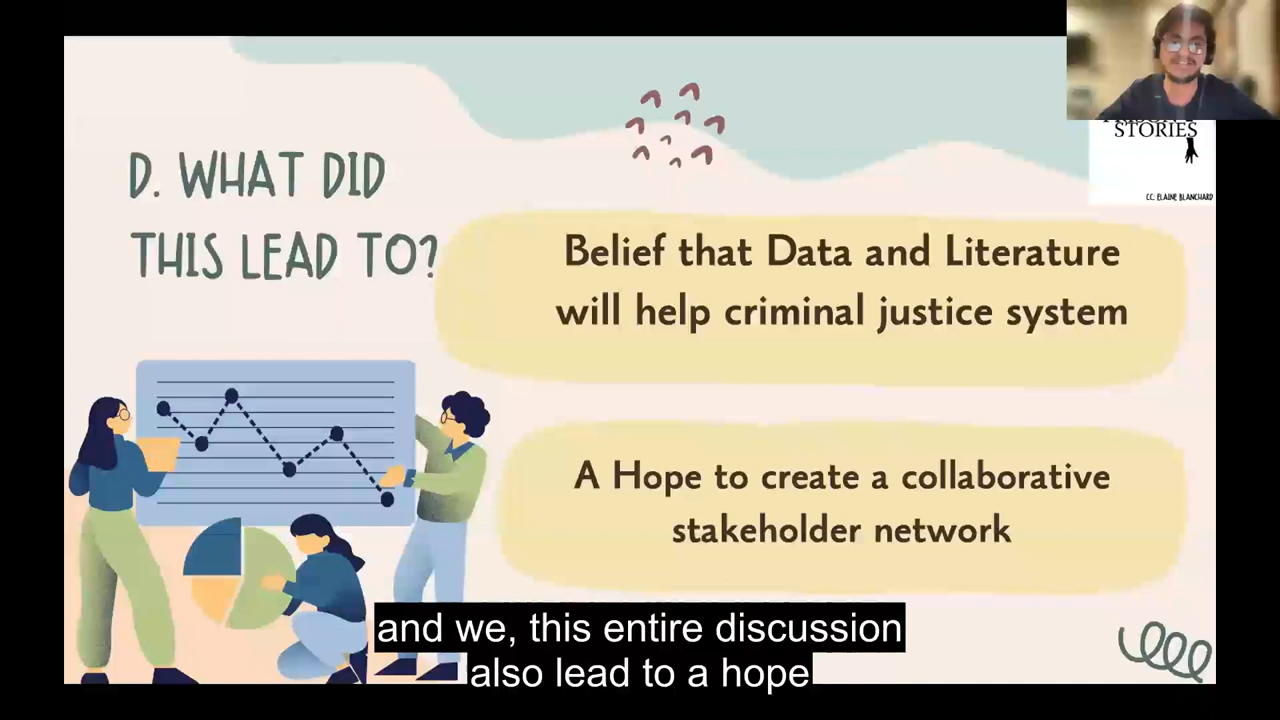 STORIES
CC: ELAINE BLANCHARD
D. WHAT DID
THIS LEAD TO?
Belief that Data and Literature
will help criminal justice system
A Hope to create a collaborative
stakeholder network
and we, this entire discussion
also lead to a hope